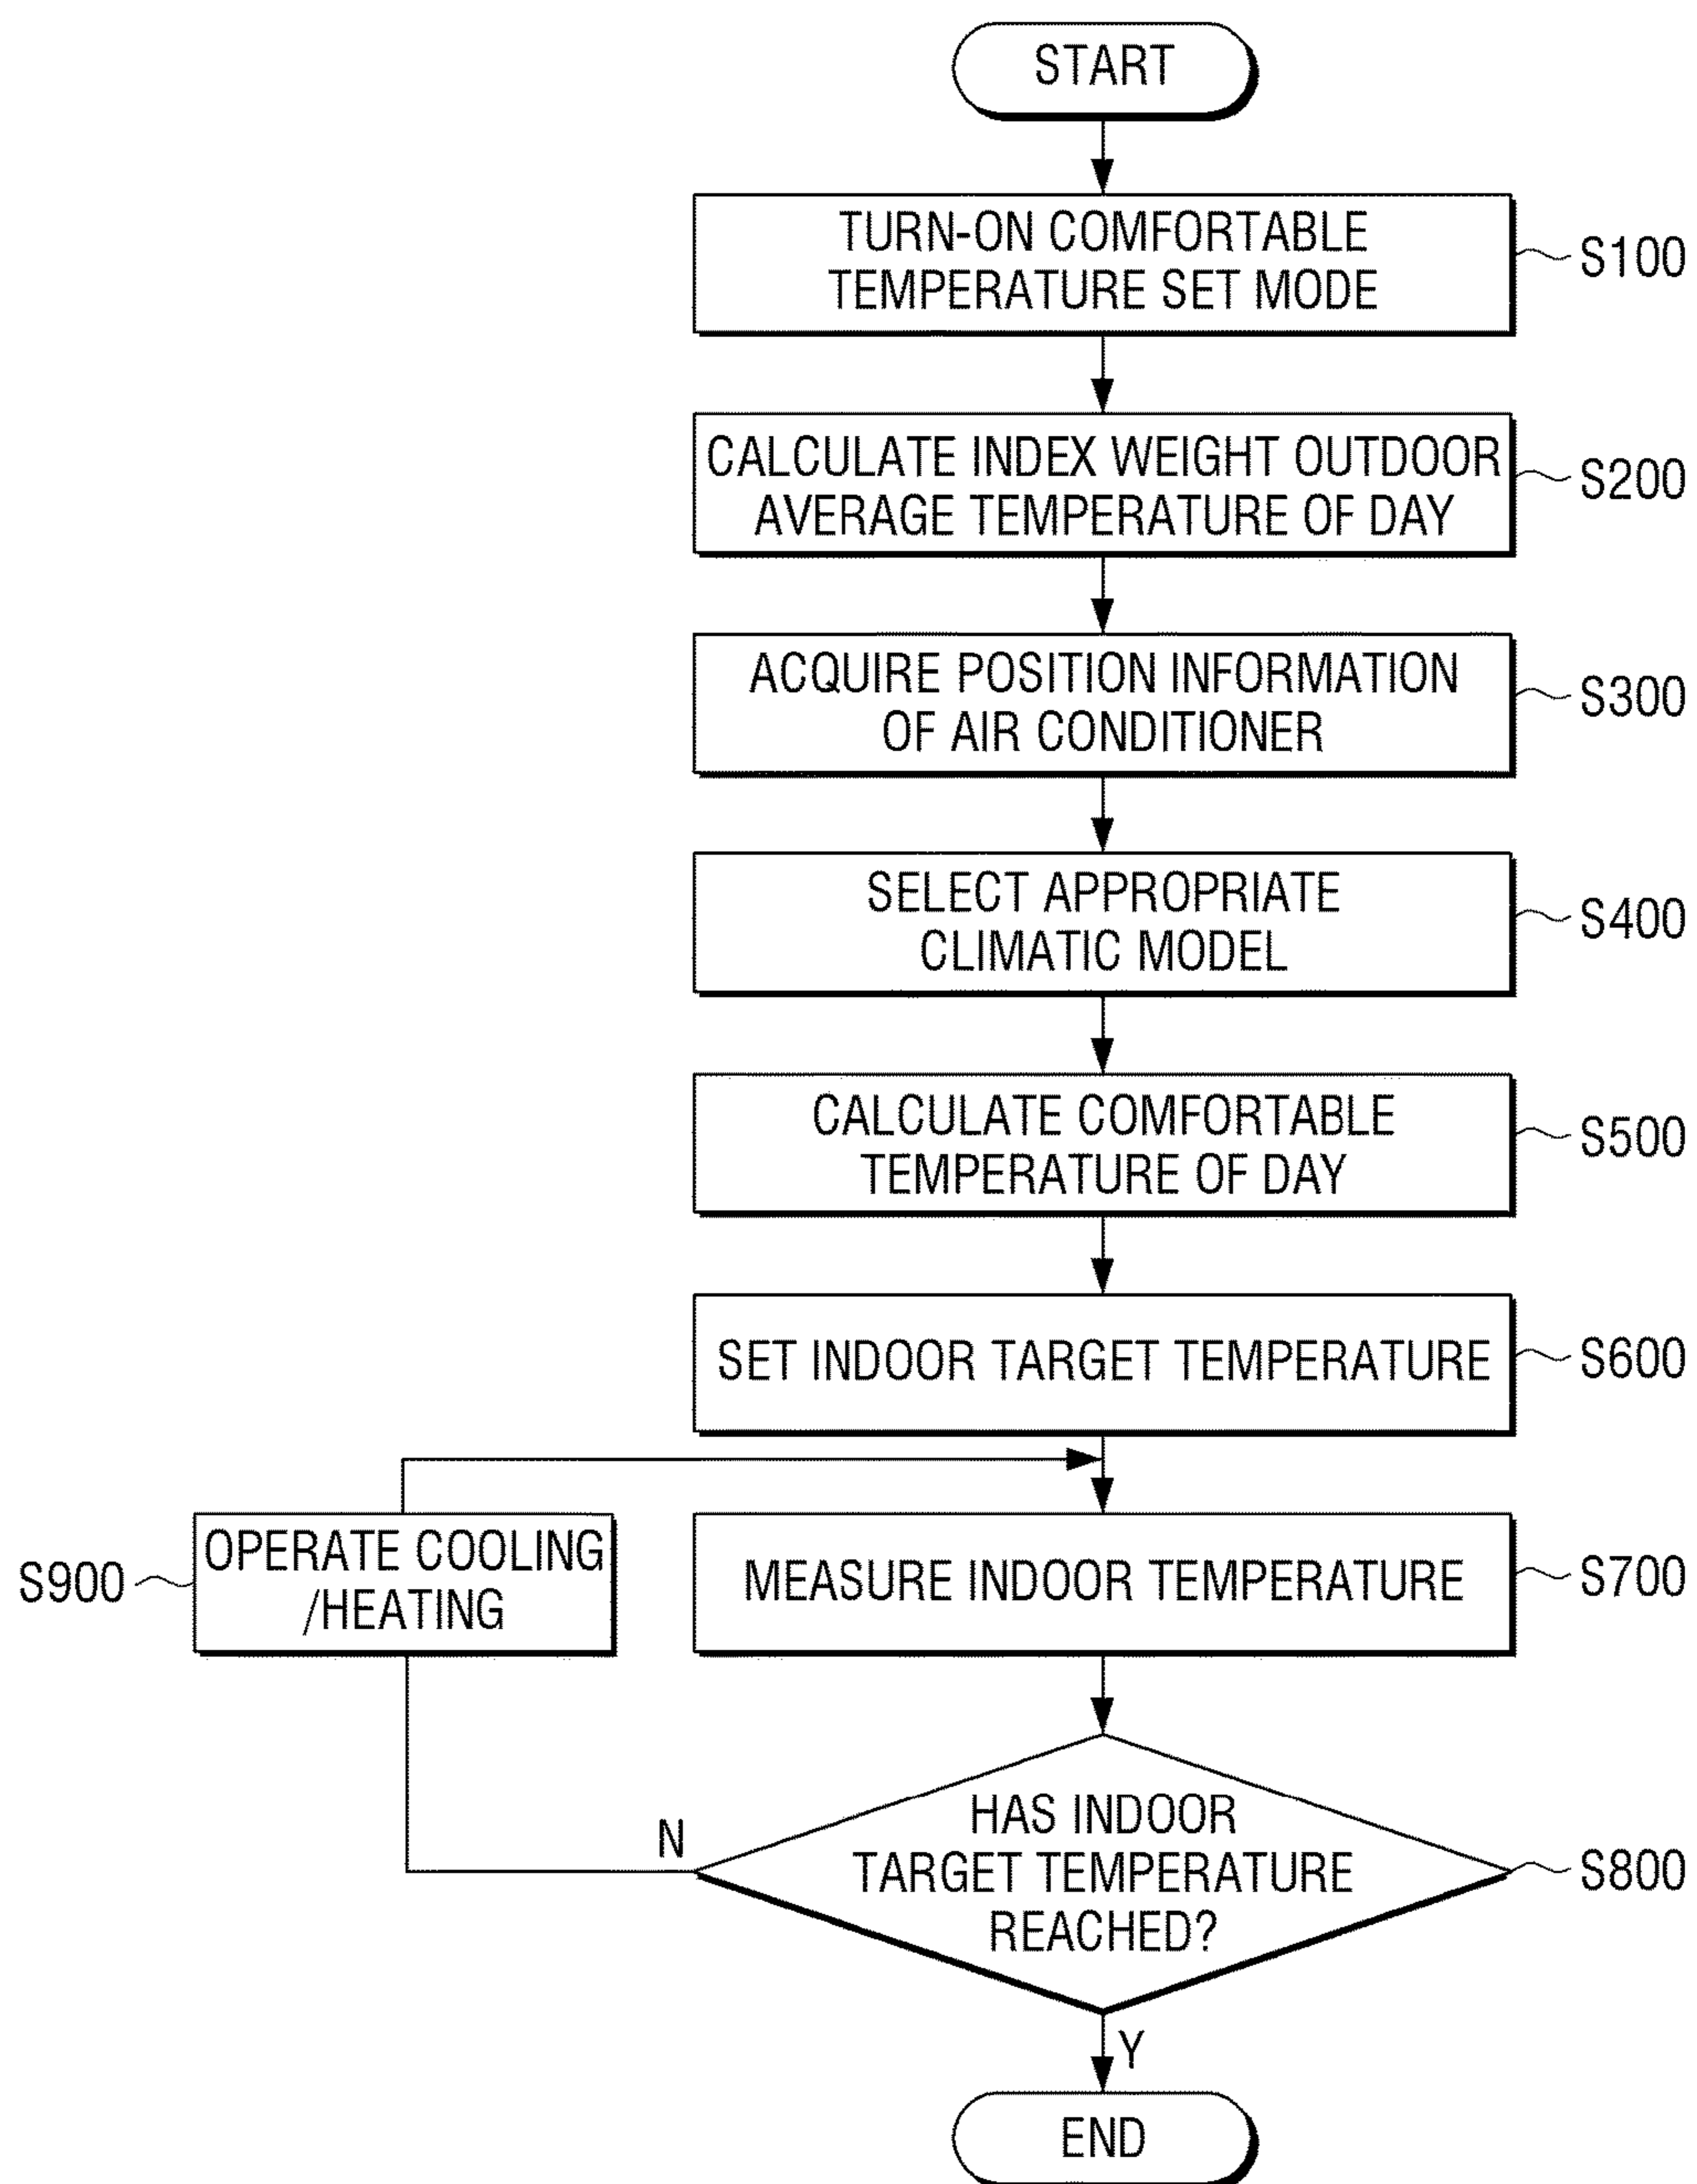 START
TURN-ON COMFORTABLE
TEMPERATURE SET MODE
S100
CALCULATE INDEX WEIGHT OUTDOOR
AVERAGE TEMPERATURE OF DAY
S200
ACQUIRE POSITION INFORMATION
OF AIR CONDITIONER
S300
SELECT APPROPRIATE
CLIMATIC MODEL
S400
CALCULATE COMFORTABLE
TEMPERATURE OF DAY
S500
SET INDOOR TARGET TEMPERATURE
S600
S900
OPERATE COOLING
/HEATING
MEASURE INDOOR TEMPERATURE
S700
N
HAS INDOOR
TARGET TEMPERATURE
REACHED?
S800
Y
END